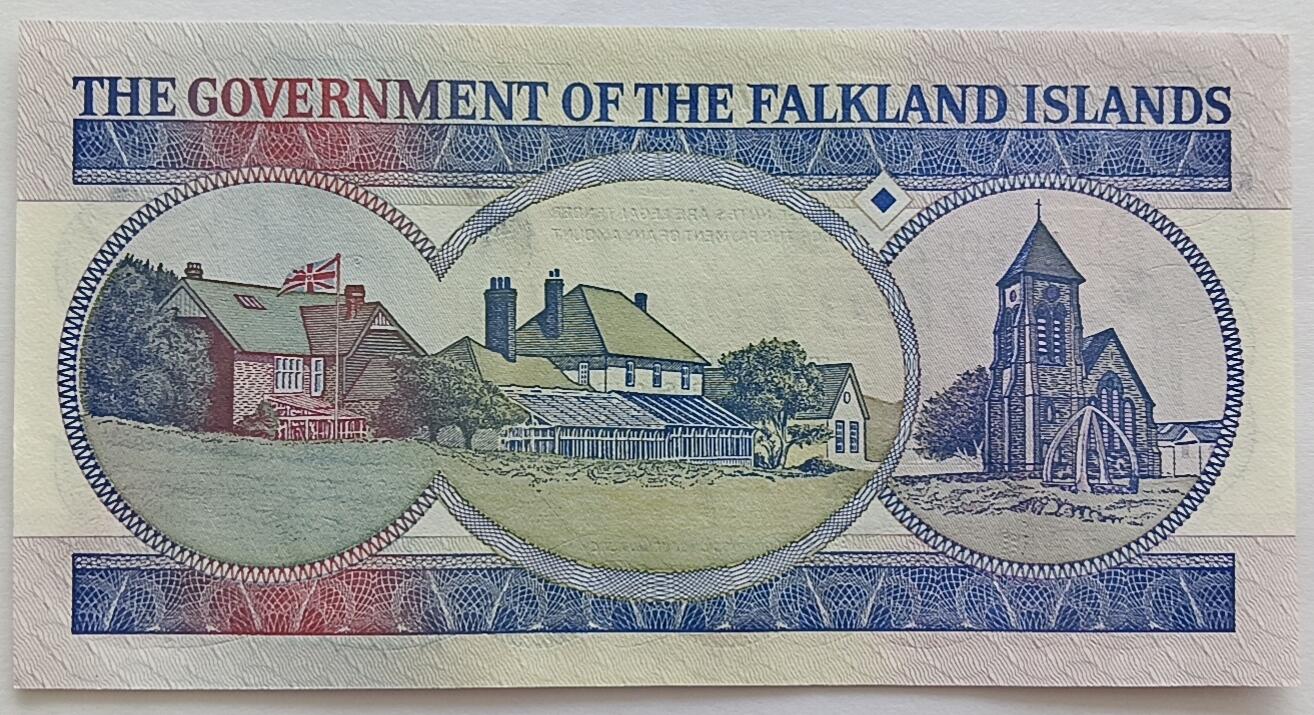 THE GOVERNMENT OF THE FALKLAND ISLANDS